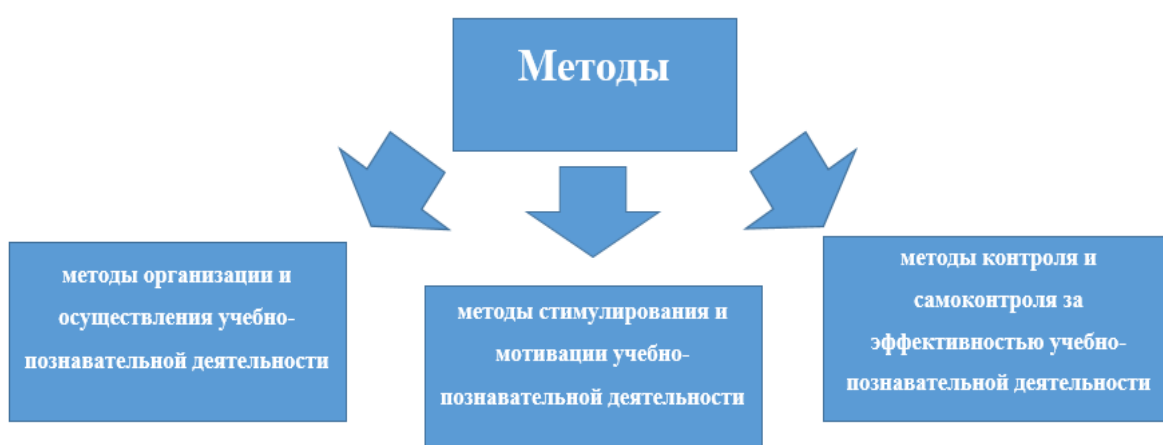 Методы
методы организации и
осуществления учебно-
познавательной деятельности
методы стимулирования и
мотивации учебно-
познавательной деятельности
методы контроля и
самоконтроля за
эффективностью учебно-
познавательной деятельности